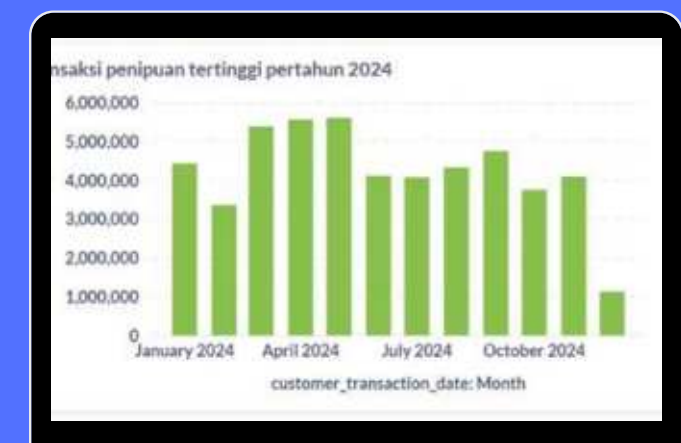 nsaksi penipuan tertinggi pertahun 2024
6,000,000
5,000,000
4,000,000
3,000,000
2,000,000
1,000,000
0
January 2024 April 2024 July 2024 October 2024
customer_transaction_date: Month